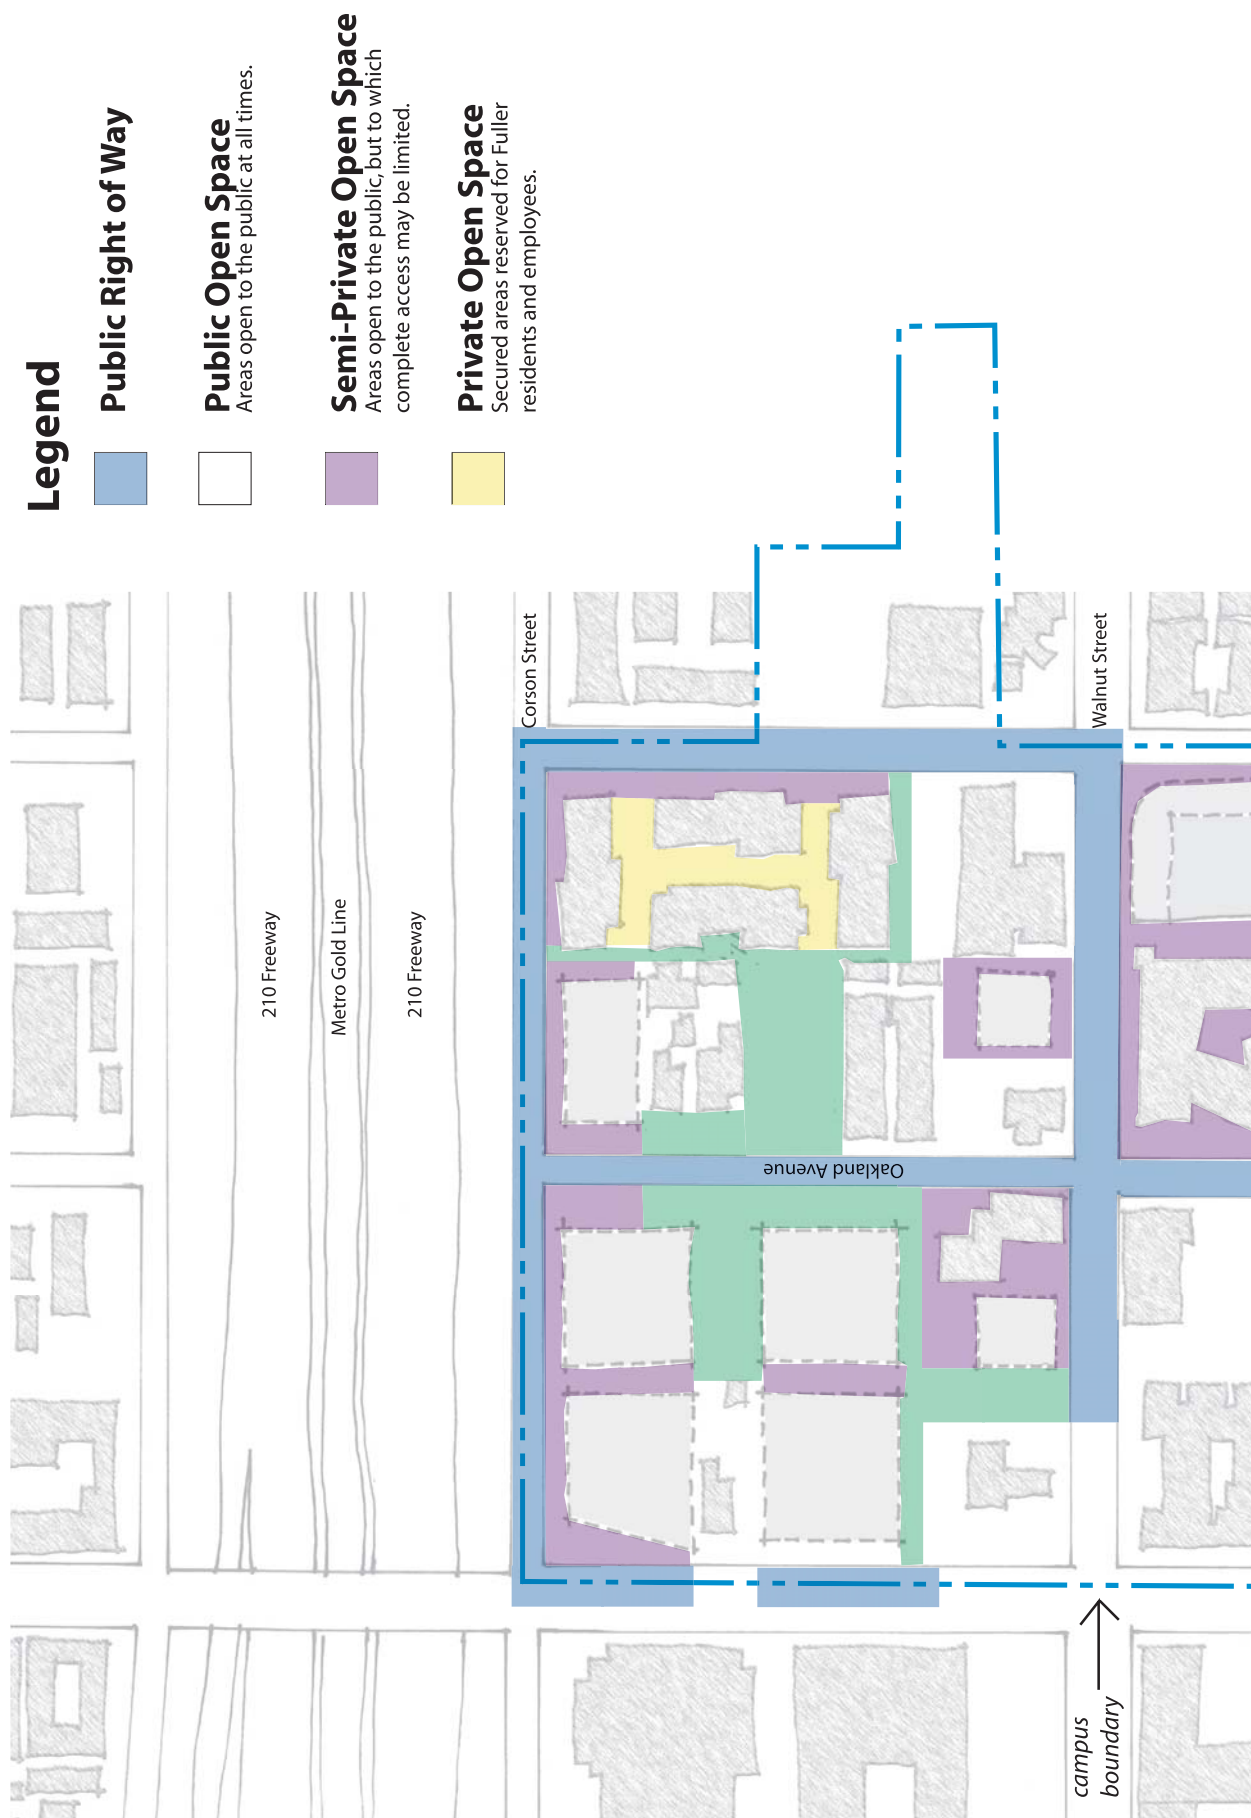 Legend
Public Right of Way
Public Open Space
Areas open to the public at all times.
Semi-Private Open Space
Areas open to the public, but to which
complete access may be limited.
Private Open Space
Secured areas reserved for Fuller
residents and employees.
210 Freeway
Metro Gold Line
210 Freeway
Corson Street
Walnut Street
Oakland Avenue
campus
boundary